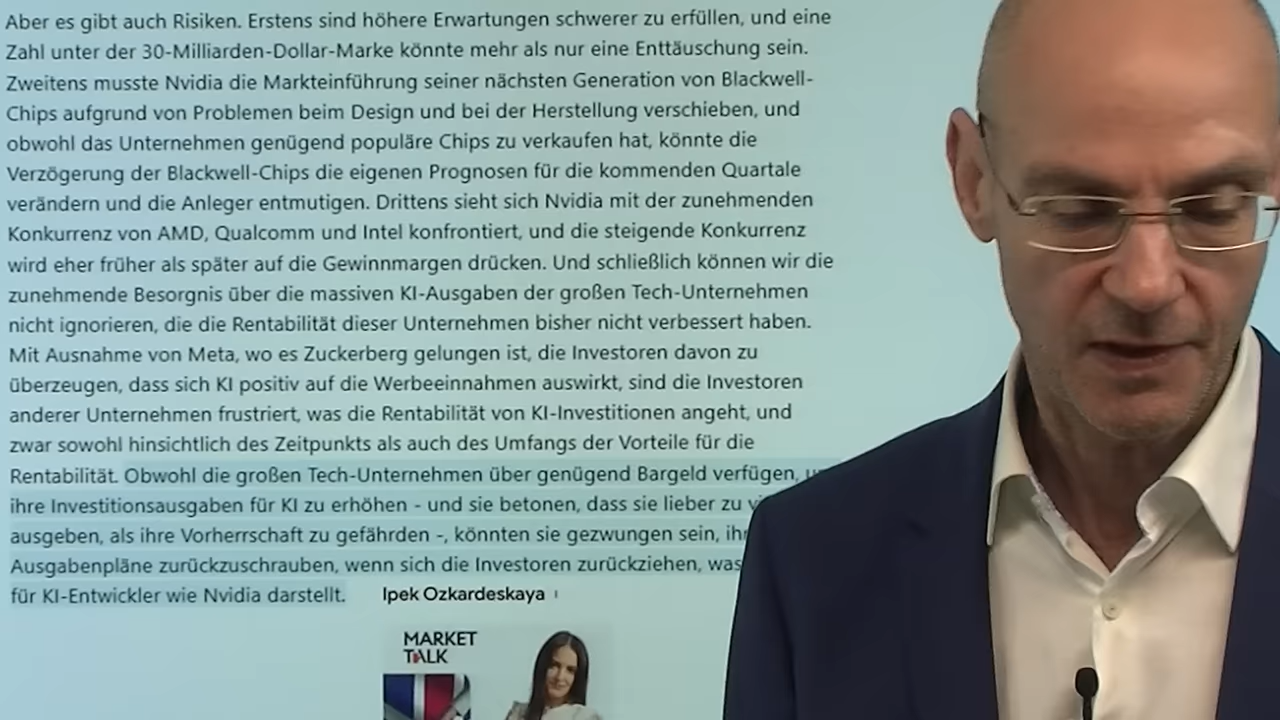 Aber es gibt auch Risiken. Erstens sind höhere Erwartungen schwerer zu erfüllen, und eine
Zahl unter der 30-Milliarden-Dollar-Marke könnte mehr als nur eine Enttäuschung sein.
Zweitens musste Nvidia die Markteinführung seiner nächsten Generation von Blackwell-
Chips aufgrund von Problemen beim Design und bei der Herstellung verschieben, und
obwohl das Unternehmen genügend populäre Chips zu verkaufen hat, könnte die
Verzögerung der Blackwell-Chips die eigenen Prognosen für die kommenden Quartale
verändern und die Anleger entmutigen. Drittens sieht sich Nvidia mit der zunehmenden
Konkurrenz von AMD, Qualcomm und Intel konfrontiert, und die steigende Konkurrenz
wird eher früher als später auf die Gewinnmargen drücken. Und schließlich können wir die
zunehmende Besorgnis über die massiven KI-Ausgaben der großen Tech-Unternehmen
nicht ignorieren, die die Rentabilität dieser Unternehmen bisher nicht verbessert haben.
Mit Ausnahme von Meta, wo es Zuckerberg gelungen ist, die Investoren davon zu
überzeugen, dass sich KI positiv auf die Werbeeinnahmen auswirkt, sind die Investoren
anderer Unternehmen frustriert, was die Rentabilität von KI-Investitionen angeht, und
zwar sowohl hinsichtlich des Zeitpunkts als auch des Umfangs der Vorteile für die
Rentabilität. Obwohl die großen Tech-Unternehmen über genügend Bargeld verfügen,
ihre Investitionsausgaben für KI zu erhöhen - und sie betonen, dass sie lieber zu
ausgeben, als ihre Vorherrschaft zu gefährden -, könnten sie gezwungen sein,
Ausgabenpläne zurückzuschrauben, wenn sich die Investoren zurückziehen, was
für KI-Entwickler wie Nvidia darstellt.
Ipek Ozkardeskaya
MARKET
TALK